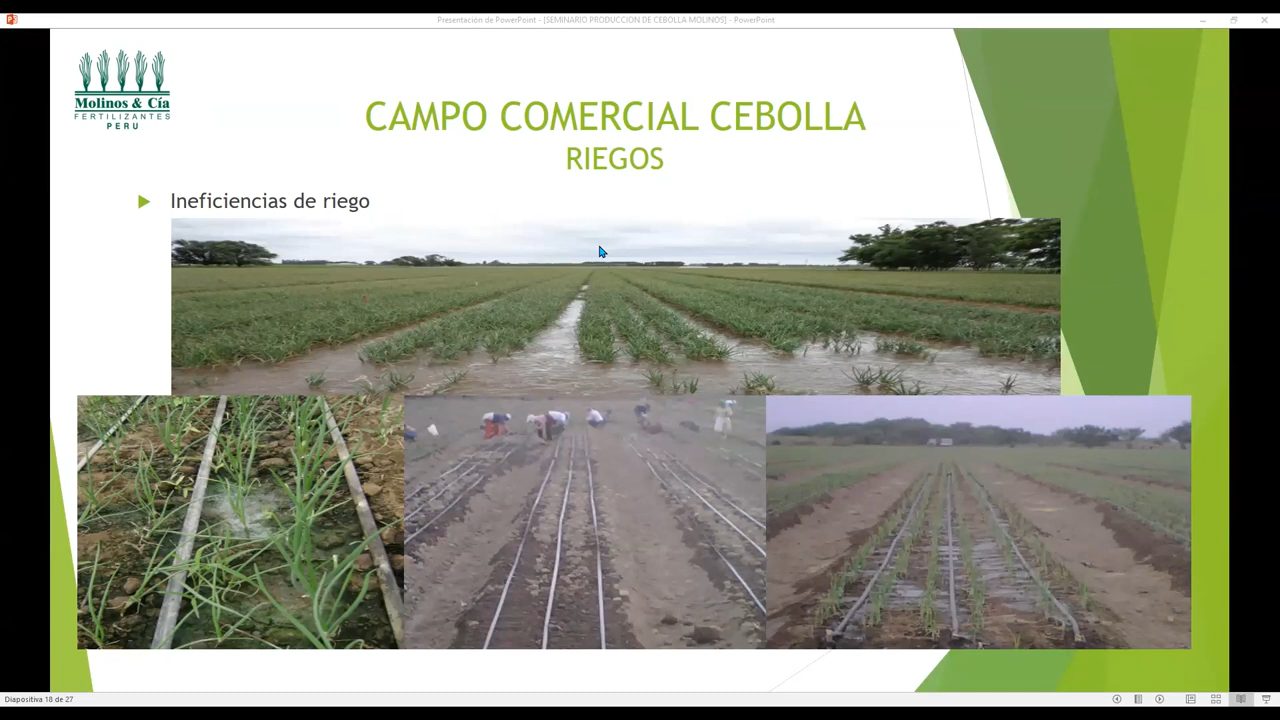 Presentación de PowerPoint - [SEMINARIO PRODUCCION DE CEBOLLA MOLINOS] - PowerPoint
Molinos & Cía
FERTILIZANTES
PERU
CAMPO COMERCIAL CEBOLLA
RIEGOS
Ineficiencias de riego
Diapositiva 18 de 27